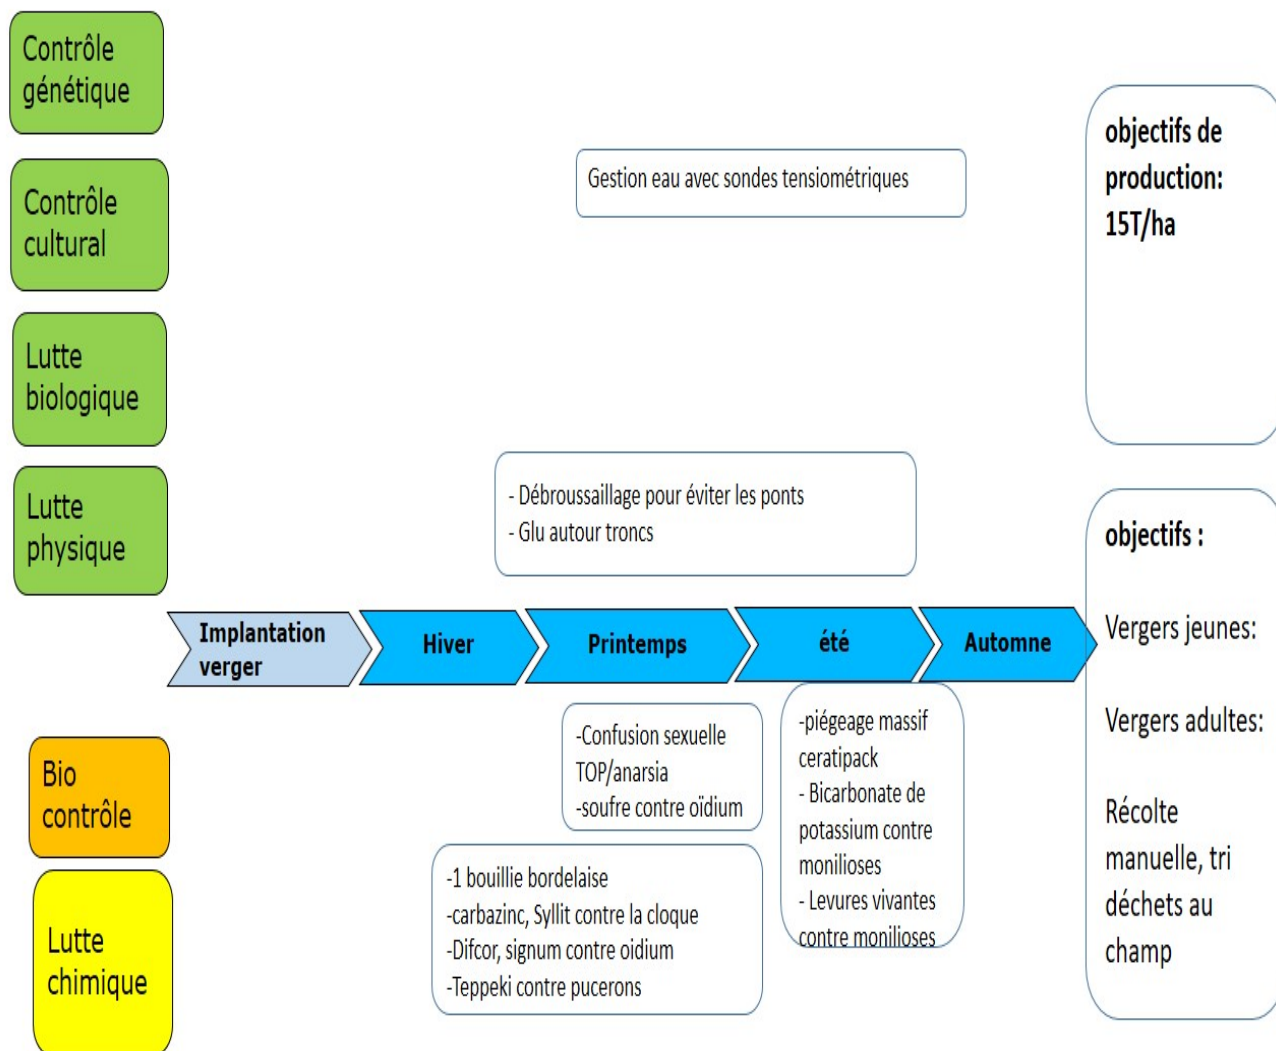 Contrôle
génétique
Contrôle
cultural
Lutte
biologique
Lutte
physique
Gestion eau avec sondes tensiométriques
objectifs de
production:
15T/ha
- Débroussaillage pour éviter les ponts
- Glu autour troncs
Implantation
verger
Hiver
Printemps
été
Automne
objectifs :
Vergers jeunes:
Vergers adultes:
Récolte
manuelle, tri
déchets au
champ
Bio
contrôle
-Confusion sexuelle
TOP/anarsia
-soufre contre oïdium
-piégeage massif
ceratipack
- Bicarbonate de
potassium contre
monilioses
- Levures vivantes
contre monilioses
Lutte
chimique
-1 bouillie bordelaise
-carbazinc, Syllit contre la cloque
-Difcor, signum contre oidium
-Teppeki contre pucerons